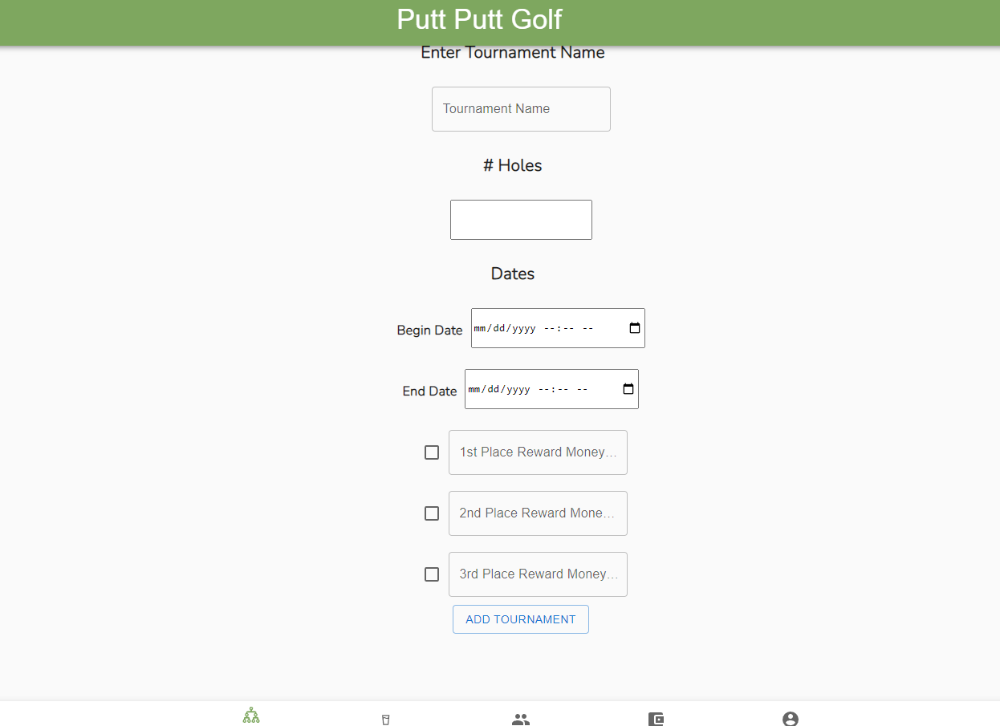 Putt Putt Golf
Enter Tournament Name
Tournament Name
# Holes
Dates
Begin Date mm/dd/yyyy --:-- --
End Date mm/dd/yyyy --:-- --
1st Place Reward Money...
2nd Place Reward Mone...
3rd Place Reward Money...
ADD TOURNAMENT